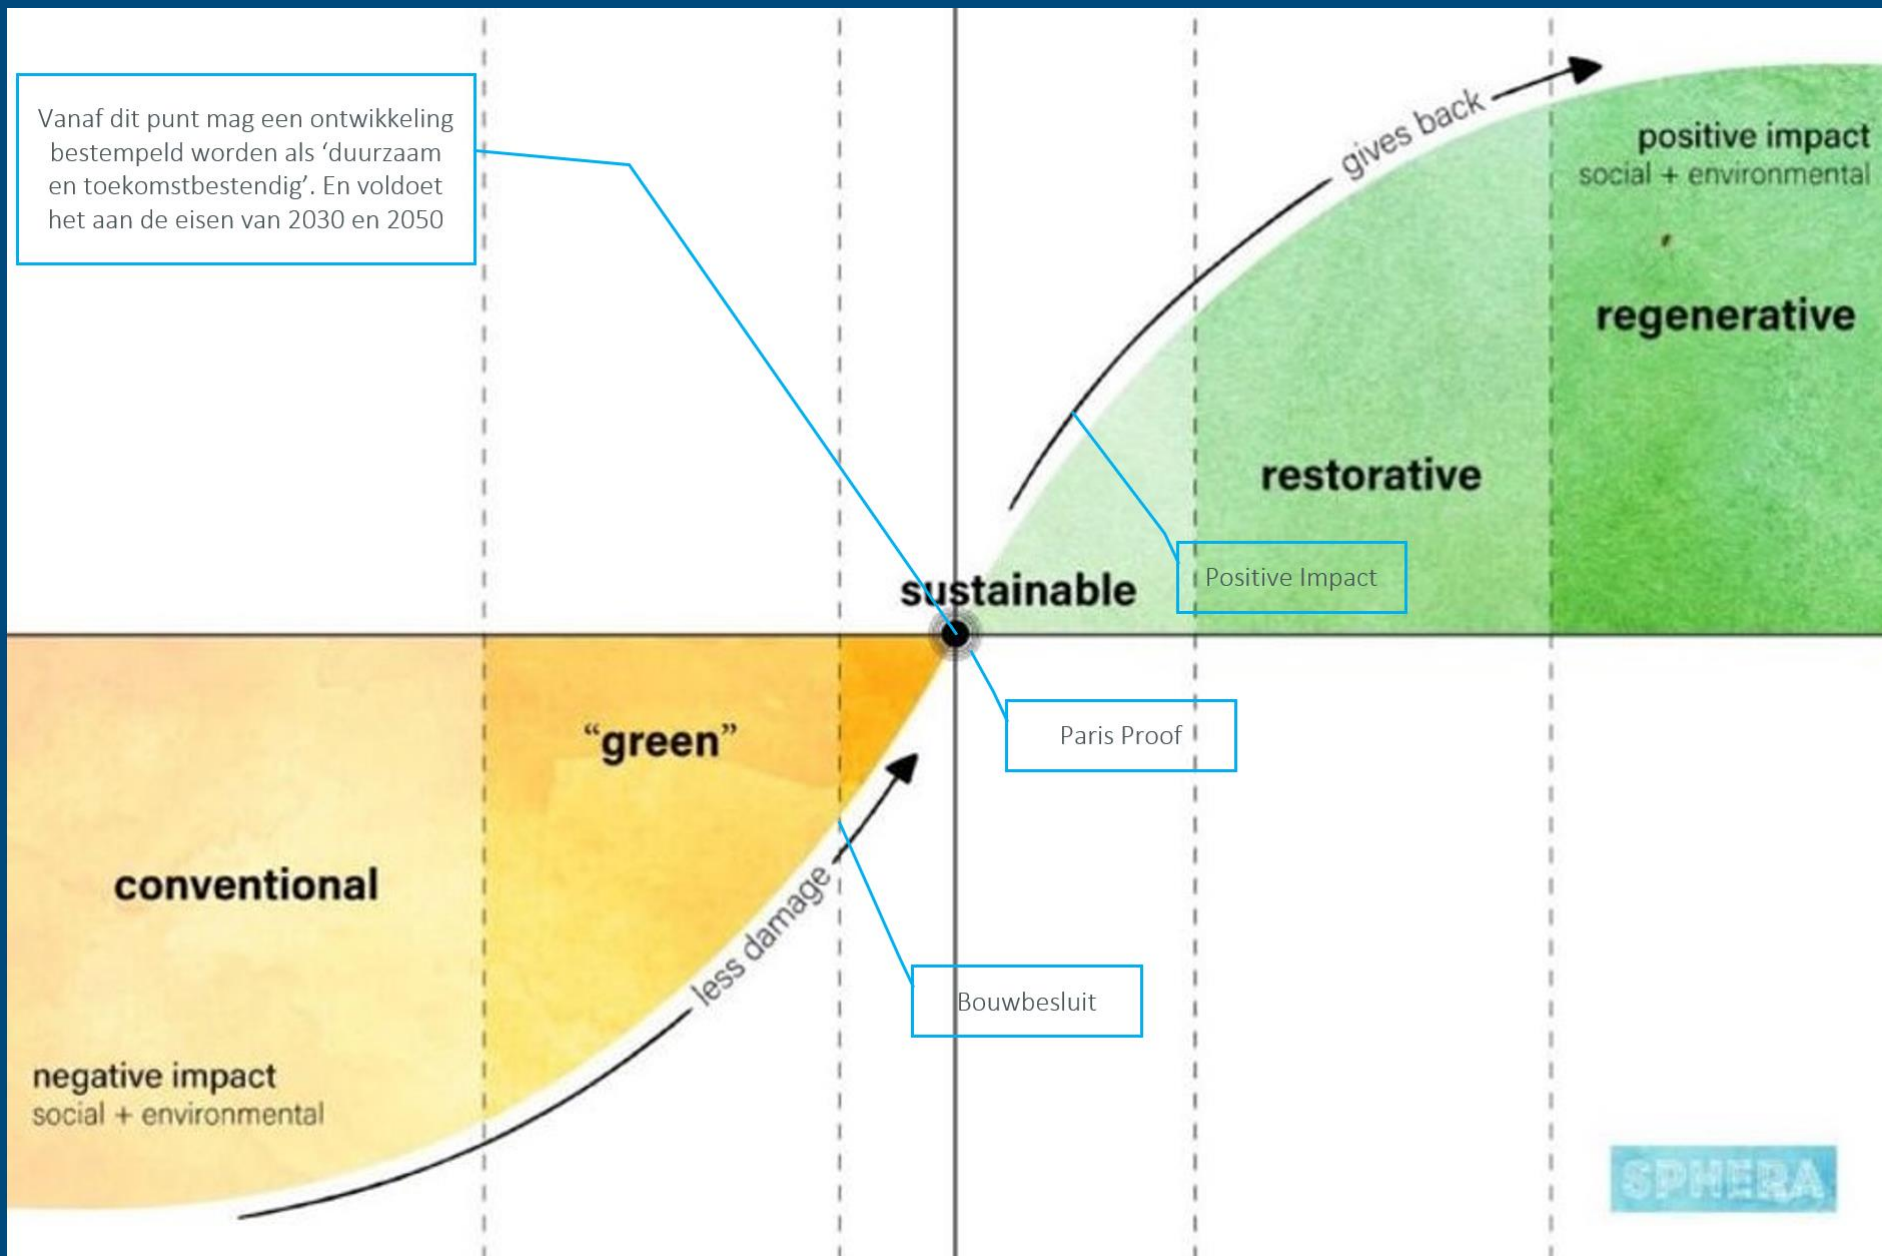 Vanaf dit punt mag een ontwikkeling
bestempeld worden als ‘duurzaam
en toekomstbestendig’. En voldoet
het aan de eisen van 2030 en 2050
gives back
positive impact
social + environmental
regenerative
restorative
Positive Impact
sustainable
Paris Proof
“green”
conventional
less damage
Bouwbesluit
negative impact
social + environmental
SPHERA